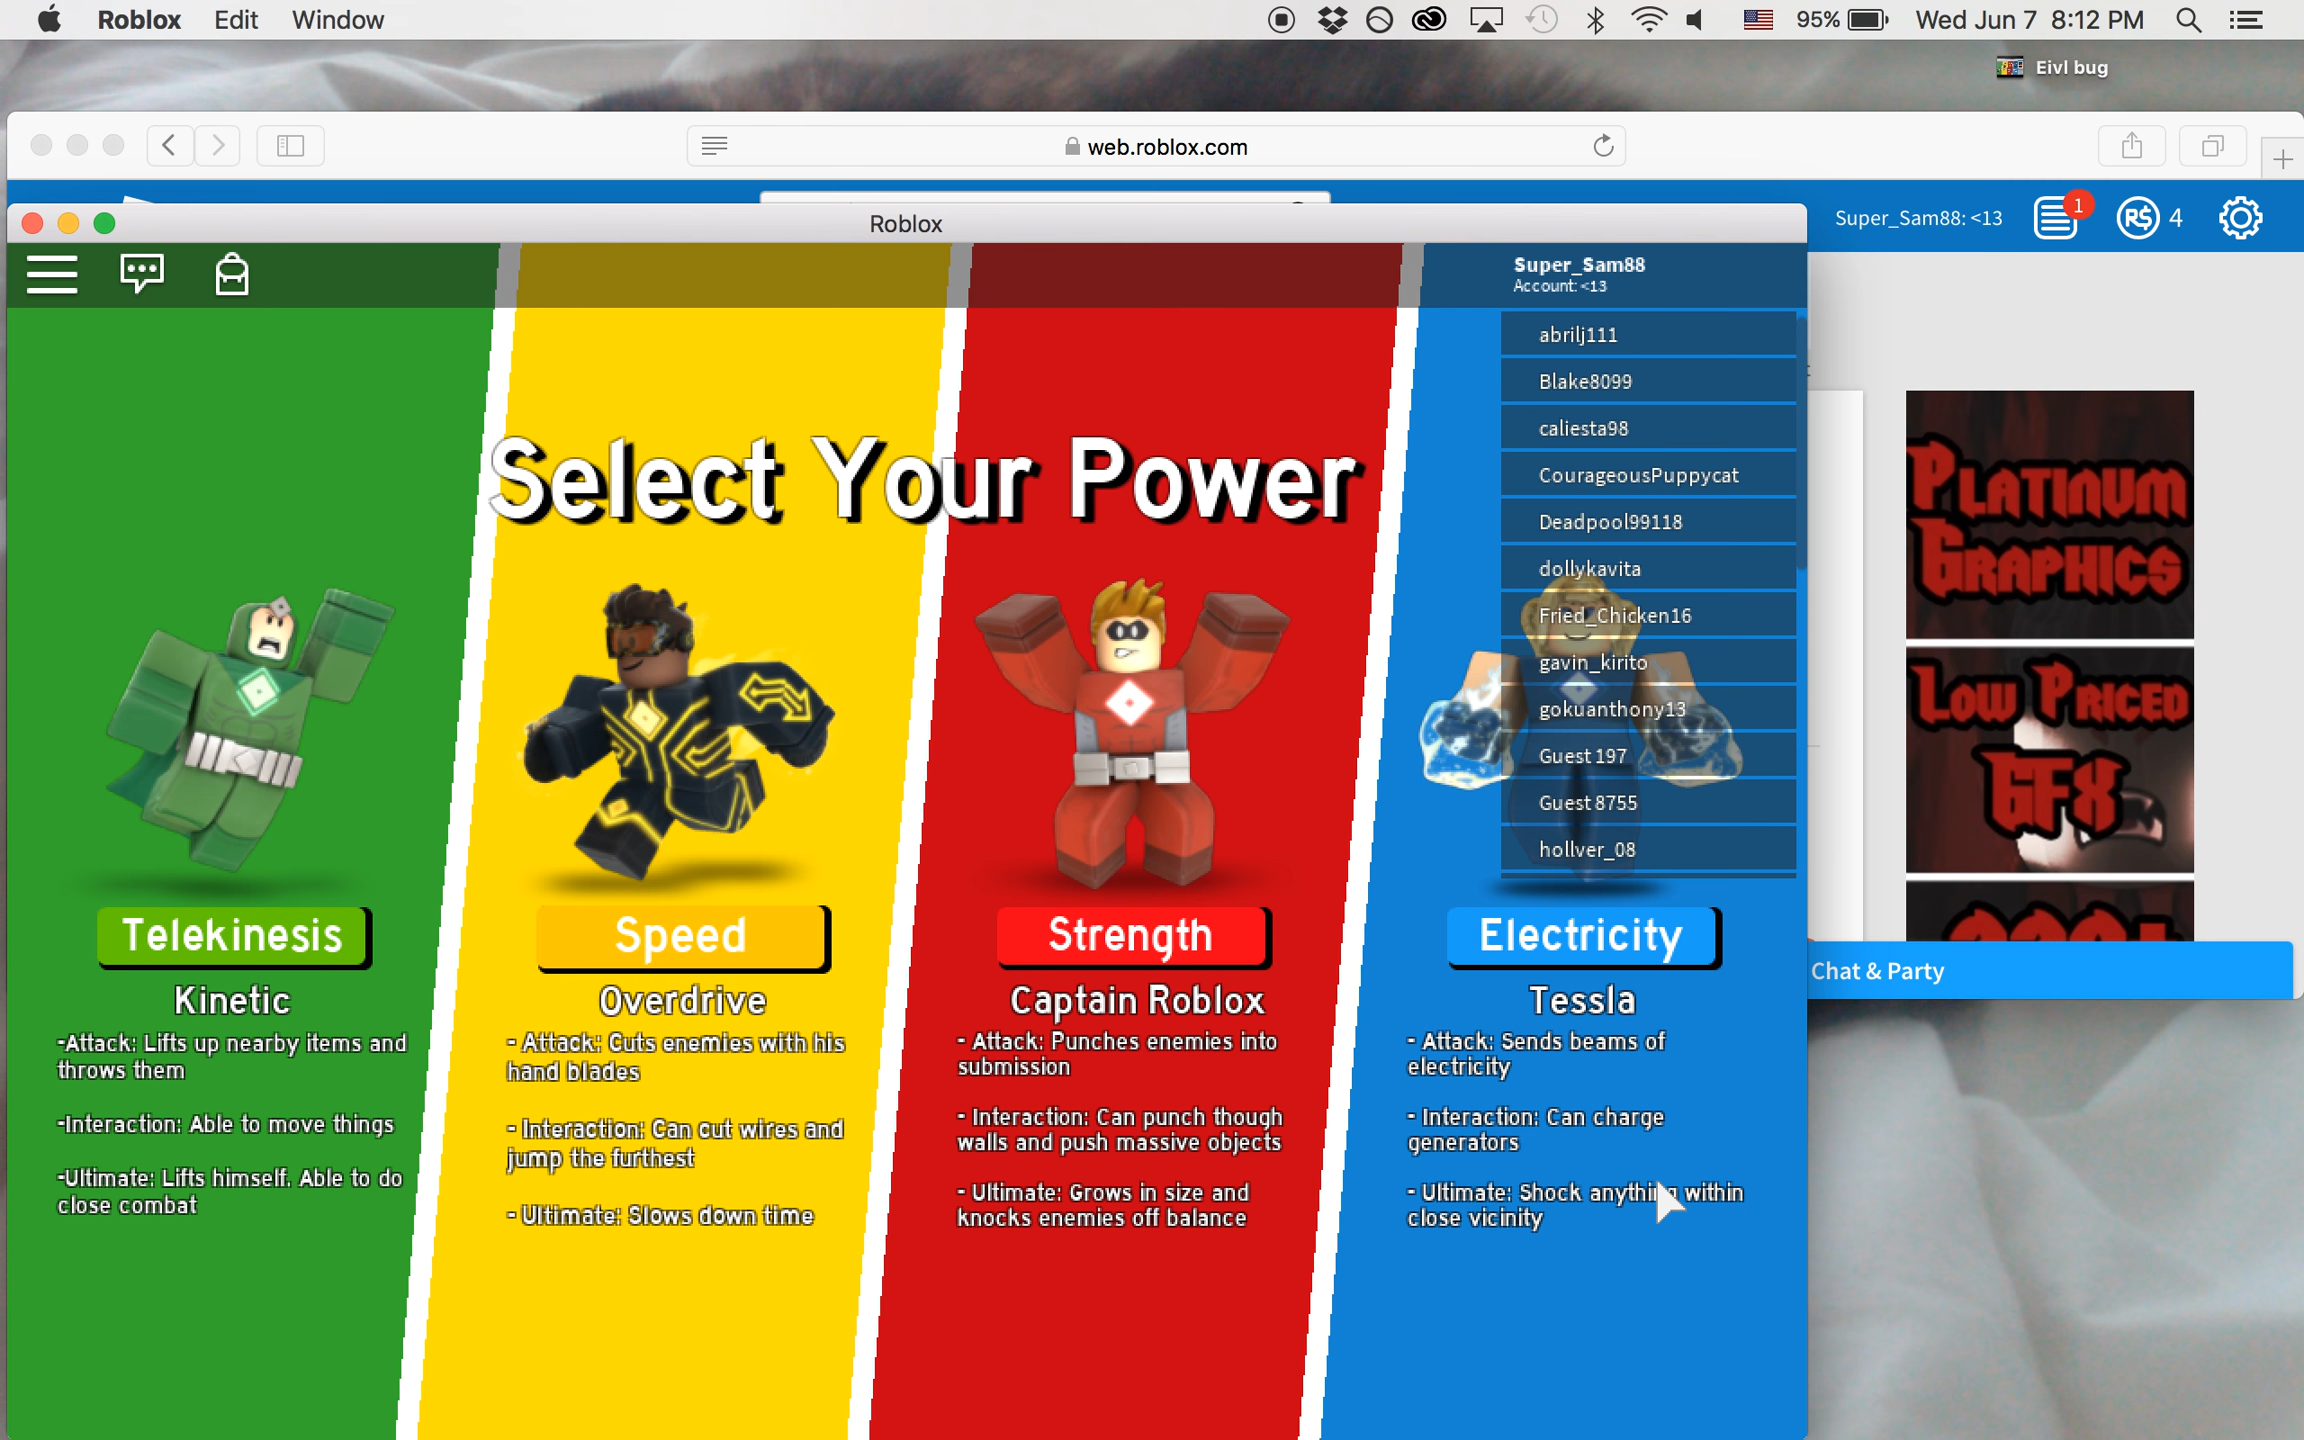 Roblox Edit Window
95% Wed Jun 7 8:12 PM
Eivl bug
web.roblox.com
Super_Sam88: <13 1 R$ 4
Roblox
Super_Sam88
Account: <13
abrilj111
Blake8099
caliesta98
CourageousPuppycat
Deadpool99118
dollykavita
Fried_Chicken16
gavin_kirito
gokuanthony13
Guest 197
Guest 8755
hollver_08
Select Your Power
Telekinesis
Kinetic
-Attack: Lifts up nearby items and
throws them
-Interaction: Able to move things
-Ultimate: Lifts himself. Able to do
close combat
Speed
Overdrive
- Attack: Cuts enemies with his
hand blades
- Interaction: Can cut wires and
jump the furthest
- Ultimate: Slows down time
Strength
Captain Roblox
- Attack: Punches enemies into
submission
- Interaction: Can punch though
walls and push massive objects
- Ultimate: Grows in size and
knocks enemies off balance
Electricity
Tessla
- Attack: Sends beams of
electricity
- Interaction: Can charge
generators
- Ultimate: Shock anything within
close vicinity
Platinum
Graphics
Low Priced
GFX
Chat & Party